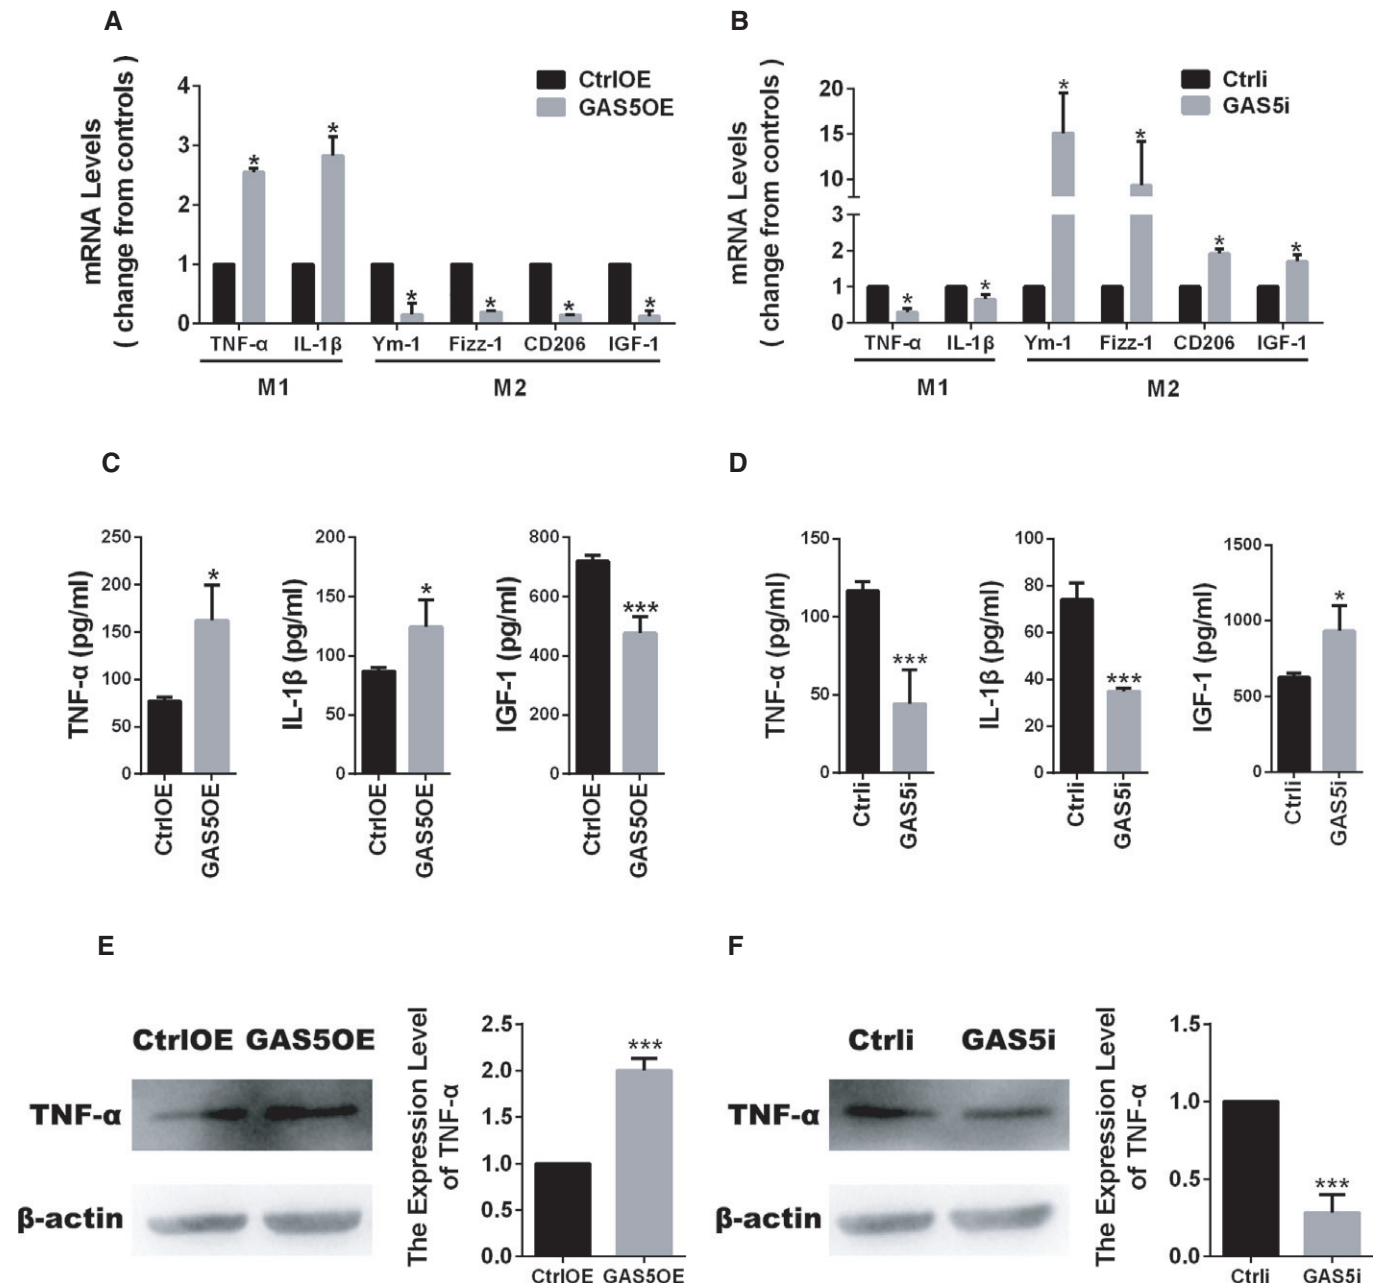 A
mRNA Levels
( change from controls )
4
3
2
1
0
CtrlOE
GAS5OE
*
*
*
*
*
*
TNF-α IL-1β Ym-1 Fizz-1 CD206 IGF-1
M1 M2
B
mRNA Levels
( change from controls )
20
15
10
3
2
1
0
Ctrli
GAS5i
*
*
*
*
*
*
TNF-α IL-1β Ym-1 Fizz-1 CD206 IGF-1
M1 M2
C
TNF-α (pg/ml)
250
200
150
100
50
0
*
CtrlOE
GAS5OE
IL-1β (pg/ml)
200
150
100
50
0
*
CtrlOE
GAS5OE
IGF-1 (pg/ml)
800
600
400
200
0
***
CtrlOE
GAS5OE
D
TNF-α (pg/ml)
150
100
50
0
***
Ctrli
GAS5i
IL-1β (pg/ml)
100
80
60
40
20
0
***
Ctrli
GAS5i
IGF-1 (pg/ml)
1500
1000
500
0
*
Ctrli
GAS5i
E
CtrlOE GAS5OE
TNF-α
β-actin
The Expression Level
of TNF-α
2.5
2.0
1.5
1.0
0.5
0.0
***
CtrlOE GAS5OE
F
Ctrli GAS5i
TNF-α
β-actin
The Expression Level
of TNF-α
1.5
1.0
0.5
0.0
***
Ctrli GAS5i